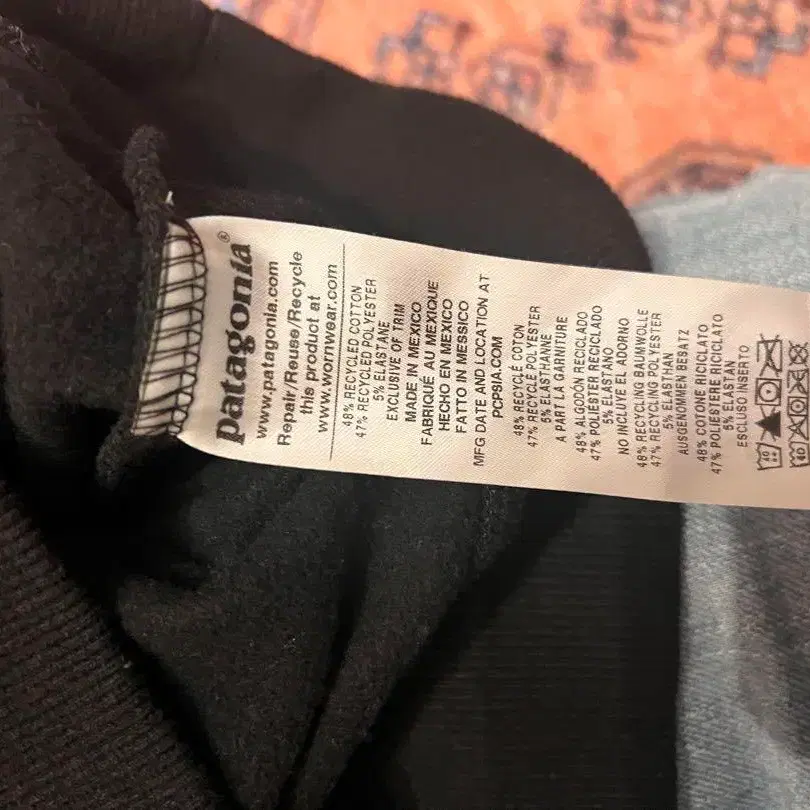 patagonia®
www.patagonia.com
Repair/Reuse/Recycle
this product at
www.wornwear.com
48% RECYCLED COTTON
47% RECYCLED POLYESTER
5% ELASTANE
EXCLUSIVE OF TRIM
MADE IN MEXICO
FABRIQUÉ AU MEXIQUE
HECHO EN MEXICO
FATTO IN MESSICO
MFG DATE AND LOCATION AT
PCPSIA.COM
48% RECYCLÉ COTON
47% RECYCLÉ POLYESTER
5% ELASTHANNE
A PART LA GARNITURE
48% ALGODON RECICLADO
47% POLIESTER RECICLADO
5% ELASTANO
NO INCLUYE EL ADORNO
48% RECYCLING BAUMWOLLE
47% RECYCLING POLYESTER
5% ELASTHAN
AUSGENOMMEN BESATZ
48% COTONE RICICLATO
47% POLIESTERE RICICLATO
5% ELASTAN
ESCLUSO INSERTO